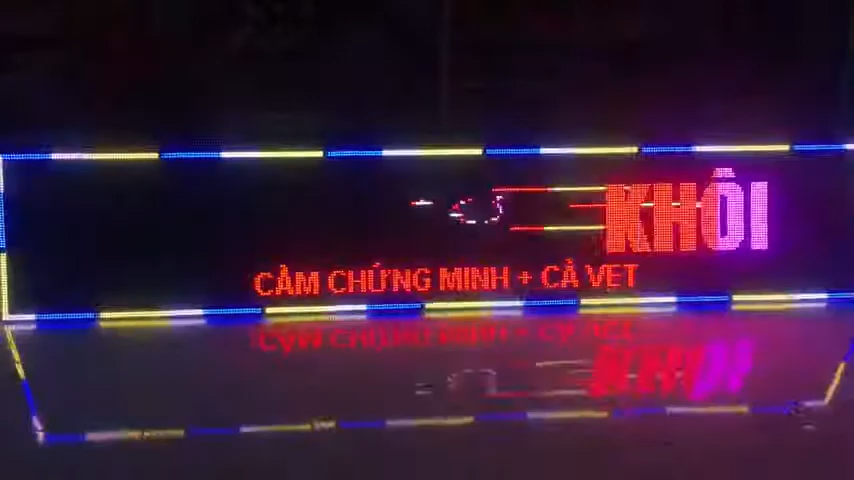 KHÔI
CẦM CHỨNG MINH + CÀ VẸT